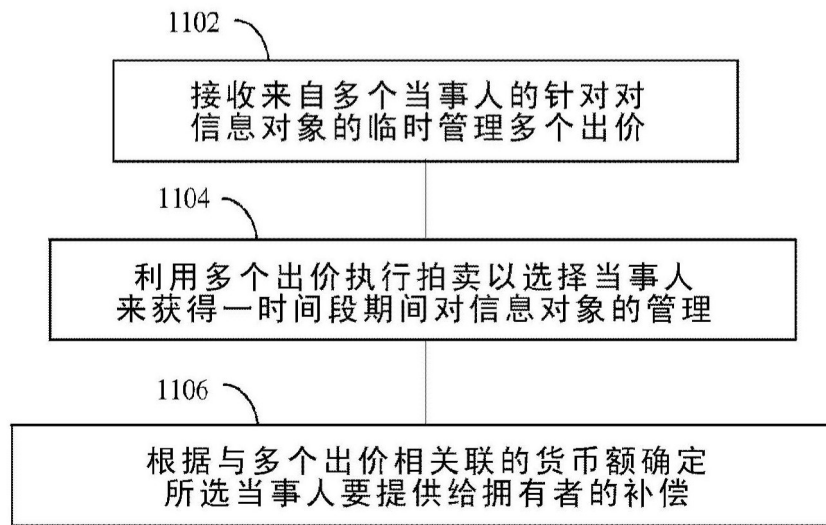 1102
接收来自多个当事人的针对对
信息对象的临时管理多个出价
1104
利用多个出价执行拍卖以选择当事人
来获得一时间段期间对信息对象的管理
1106
根据与多个出价相关联的货币额确定
所选当事人要提供给拥有者的补偿